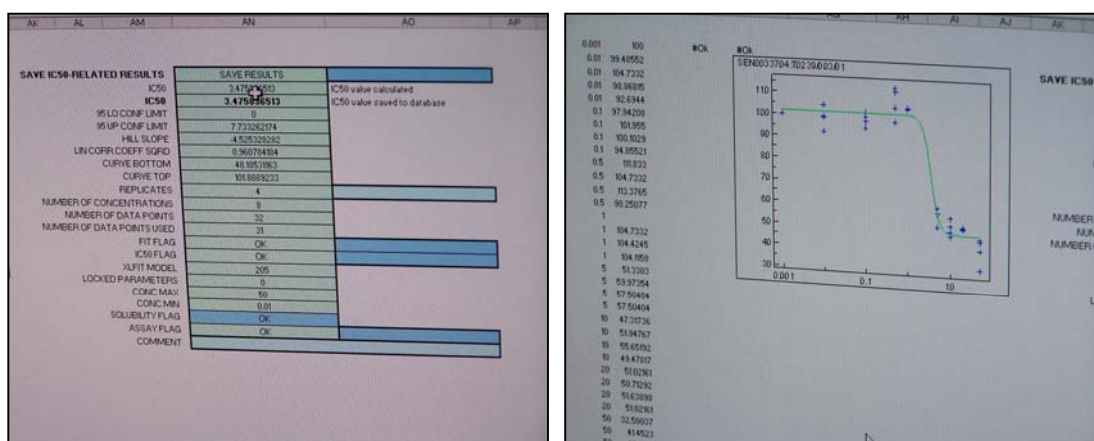 AK AL AM AN AO AP
SAVE IC50-RELATED RESULTS SAVE RESULTS
IC50 IC50 value calculated
IC50 3.475036513 IC50 value saved to database
95 LO CONF LIMIT 0
95 UP CONF LIMIT 7.733262174
HILL SLOPE -4.525328282
LIN CORR COEFF SQRD 0.960784184
CURVE BOTTOM 48.18531163
CURVE TOP 101.8889233
REPLICATES 4
NUMBER OF CONCENTRATIONS 8
NUMBER OF DATA POINTS 32
NUMBER OF DATA POINTS USED 31
FIT FLAG OK
IC50 FLAG OK
XLFIT MODEL 205
LOCKED PARAMETERS 0
CONC MAX 50
CONC MIN 0.01
SOLUBILITY FLAG OK
ASSAY FLAG OK
COMMENT
AH AI AJ AK
0.001 100 #Ok #Ok
0.01 99.48552
0.01 104.7332
0.01 98.86815
0.01 92.6944
0.1 97.94208
0.1 101.955
0.1 100.1029
0.1 94.85521
0.5 111.833
0.5 104.7332
0.5 113.3765
0.5 98.25077
1
1 104.7332
1 104.4245
1 104.1158
5 51.3303
5 59.97354
5 57.50404
5 57.50404
10 47.31736
10 51.94767
10 55.65192
10 49.47817
20 51.02161
20 50.71292
20 51.63898
20 51.02161
50 32.50037
50 41.4523
110
100
90
80
70
60
50
40
30
0.001 0.1 10
SAVE IC50
NUMBER
NUM
NUMBER
L